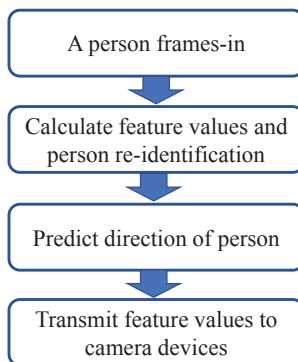 A person frames-in
Calculate feature values and
person re-identification
Predict direction of person
Transmit feature values to
camera devices